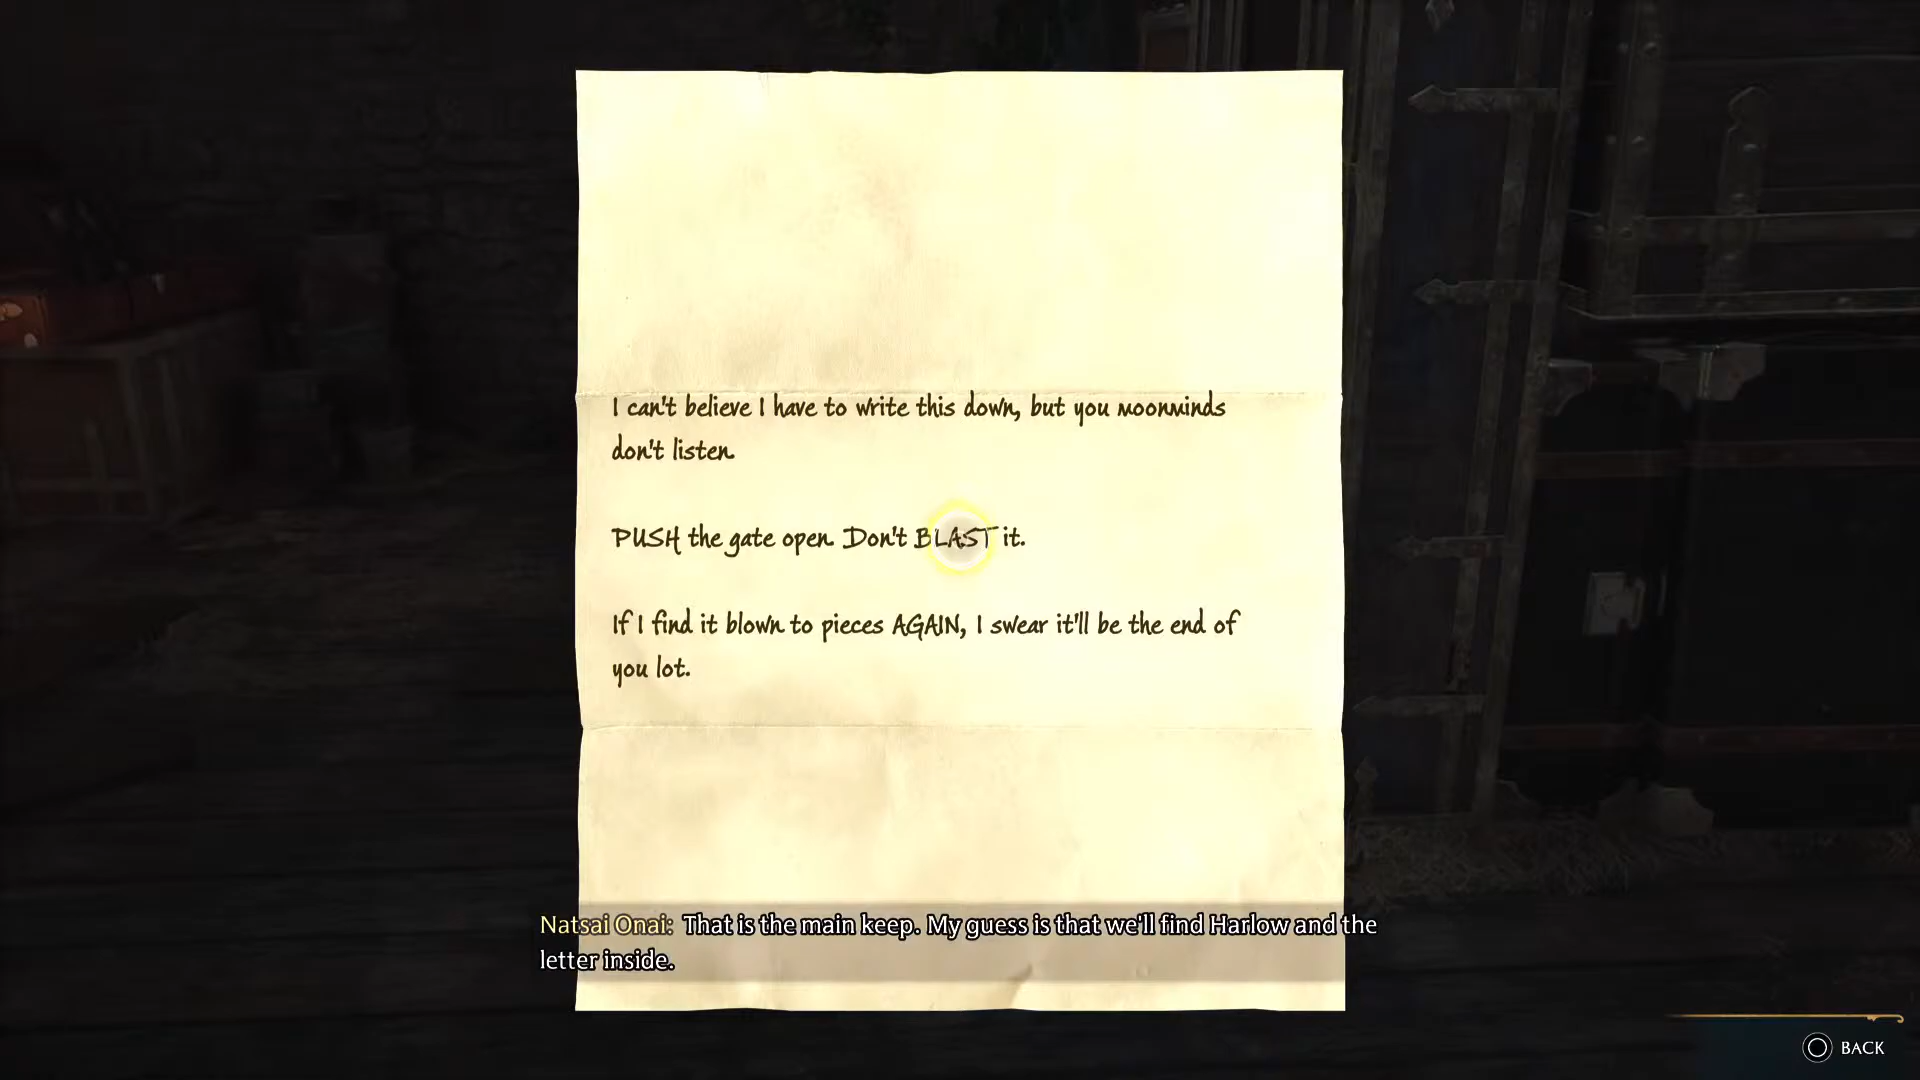 I can't believe I have to write this down, but you moonminds
don't listen.
PUSH the gate open. Don't BLAST it.
If I find it blown to pieces AGAIN, I swear it'll be the end of
you lot.
Natsai Onai: That is the main keep. My guess is that we'll find Harlow and the
letter inside.
BACK